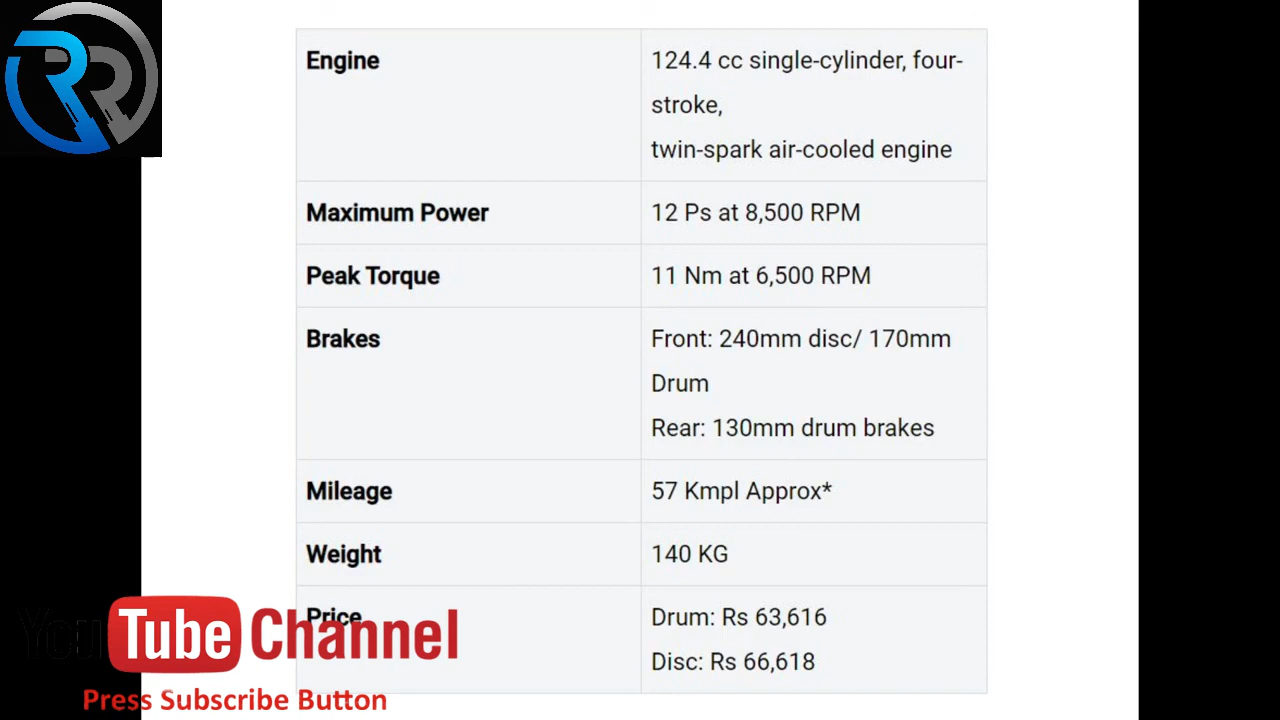 RR
Engine
124.4 cc single-cylinder, four-
stroke,
twin-spark air-cooled engine
Maximum Power
12 Ps at 8,500 RPM
Peak Torque
11 Nm at 6,500 RPM
Brakes
Front: 240mm disc/ 170mm
Drum
Rear: 130mm drum brakes
Mileage
57 Kmpl Approx*
Weight
140 KG
Price
Drum: Rs 63,616
Disc: Rs 66,618
YouTube Channel
Press Subscribe Button